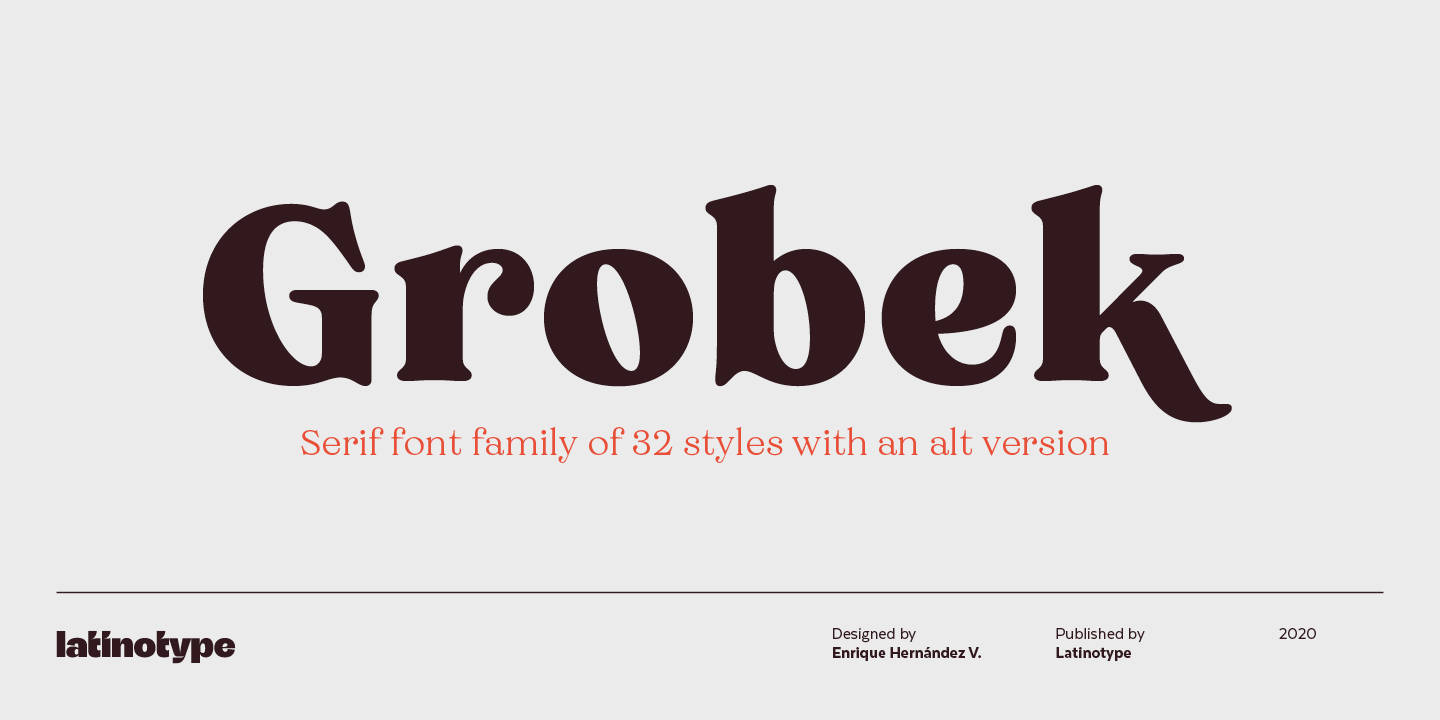 Grobek
Serif font family of 32 styles with an alt version
latinotype
Designed by
Enrique Hernández V.
Published by
Latinotype
2020